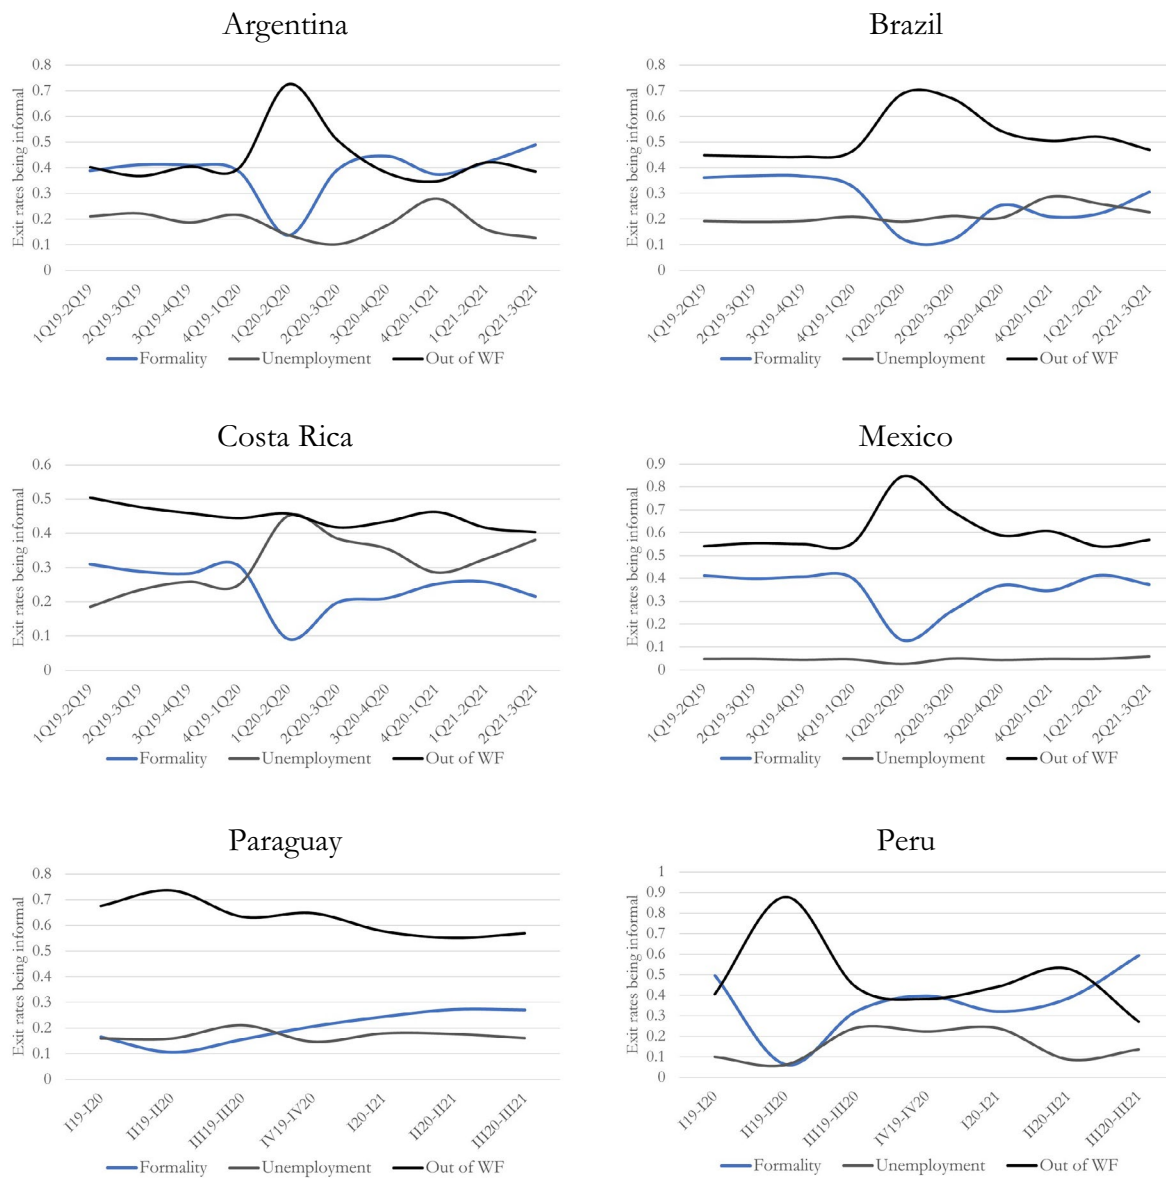 Argentina
Exit rates being informal
0.8
0.7
0.6
0.5
0.4
0.3
0.2
0.1
0
1Q19-2Q19
2Q19-3Q19
3Q19-4Q19
4Q19-1Q20
1Q20-2Q20
2Q20-3Q20
3Q20-4Q20
4Q20-1Q21
1Q21-2Q21
2Q21-3Q21
Formality Unemployment Out of WF
Brazil
Exit rates being informal
0.8
0.7
0.6
0.5
0.4
0.3
0.2
0.1
0
1Q19-2Q19
2Q19-3Q19
3Q19-4Q19
4Q19-1Q20
1Q20-2Q20
2Q20-3Q20
3Q20-4Q20
4Q20-1Q21
1Q21-2Q21
2Q21-3Q21
Formality Unemployment Out of WF
Costa Rica
Exit rates being informal
0.6
0.5
0.4
0.3
0.2
0.1
0
1Q19-2Q19
2Q19-3Q19
3Q19-4Q19
4Q19-1Q20
1Q20-2Q20
2Q20-3Q20
3Q20-4Q20
4Q20-1Q21
1Q21-2Q21
2Q21-3Q21
Formality Unemployment Out of WF
Mexico
Exit rates being informal
0.9
0.8
0.7
0.6
0.5
0.4
0.3
0.2
0.1
0
1Q19-2Q19
2Q19-3Q19
3Q19-4Q19
4Q19-1Q20
1Q20-2Q20
2Q20-3Q20
3Q20-4Q20
4Q20-1Q21
1Q21-2Q21
2Q21-3Q21
Formality Unemployment Out of WF
Paraguay
Exit rates being informal
0.8
0.7
0.6
0.5
0.4
0.3
0.2
0.1
0
I19-I20
II19-II20
III19-III20
IV19-IV20
I20-I21
II20-II21
III20-III21
Formality Unemployment Out of WF
Peru
Exit rates being informal
1
0.9
0.8
0.7
0.6
0.5
0.4
0.3
0.2
0.1
0
I19-I20
II19-II20
III19-III20
IV19-IV20
I20-I21
II20-II21
III20-III21
Formality Unemployment Out of WF